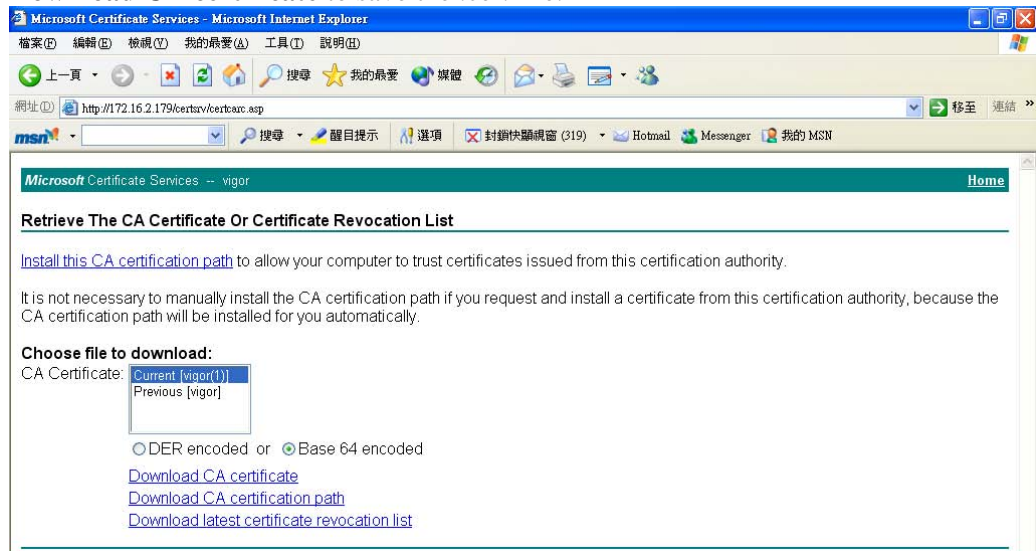 Microsoft Certificate Services - Microsoft Internet Explorer
檔案(F) 編輯(E) 檢視(V) 我的最愛(A) 工具(T) 說明(H)
上一頁 搜尋 我的最愛 媒體
網址(D) http://172.16.2.179/certsrv/certcarc.asp 移至 連結 »
msn 搜尋 醒目提示 選項 封鎖快顯視窗 (319) Hotmail Messenger 我的 MSN
Microsoft Certificate Services -- vigor Home
Retrieve The CA Certificate Or Certificate Revocation List
Install this CA certification path to allow your computer to trust certificates issued from this certification authority.
It is not necessary to manually install the CA certification path if you request and install a certificate from this certification authority, because the
CA certification path will be installed for you automatically.
Choose file to download:
CA Certificate: Current [vigor(1)]
Previous [vigor]
DER encoded or Base 64 encoded
Download CA certificate
Download CA certification path
Download latest certificate revocation list